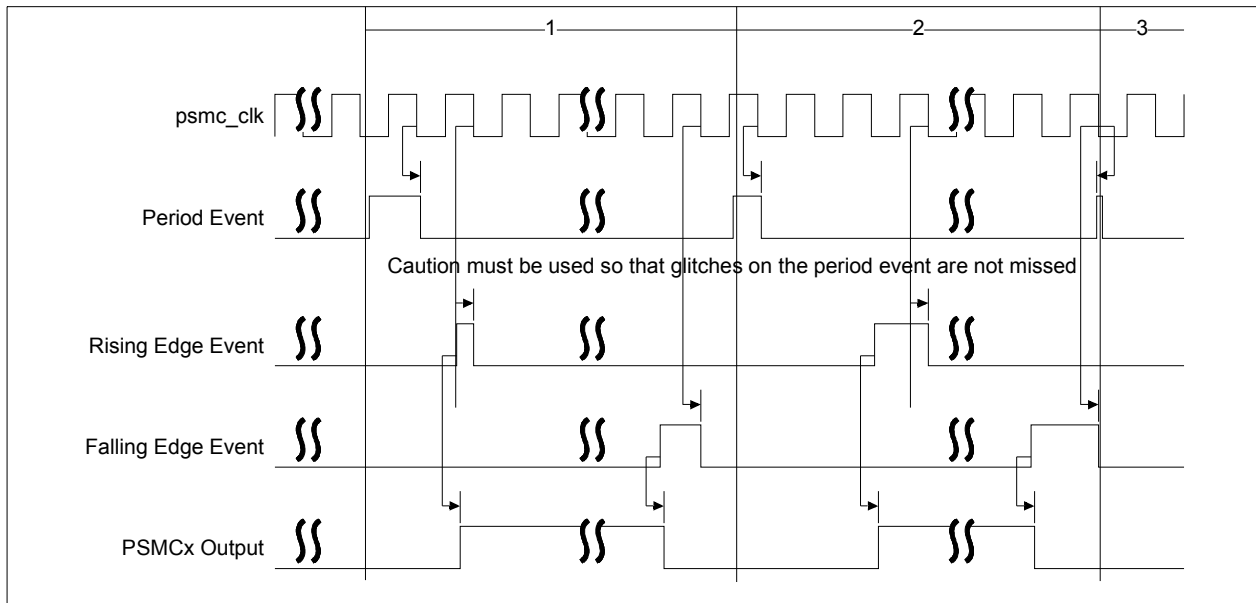 1
2
3
psmc_clk
Period Event
Caution must be used so that glitches on the period event are not missed
Rising Edge Event
Falling Edge Event
PSMCx Output